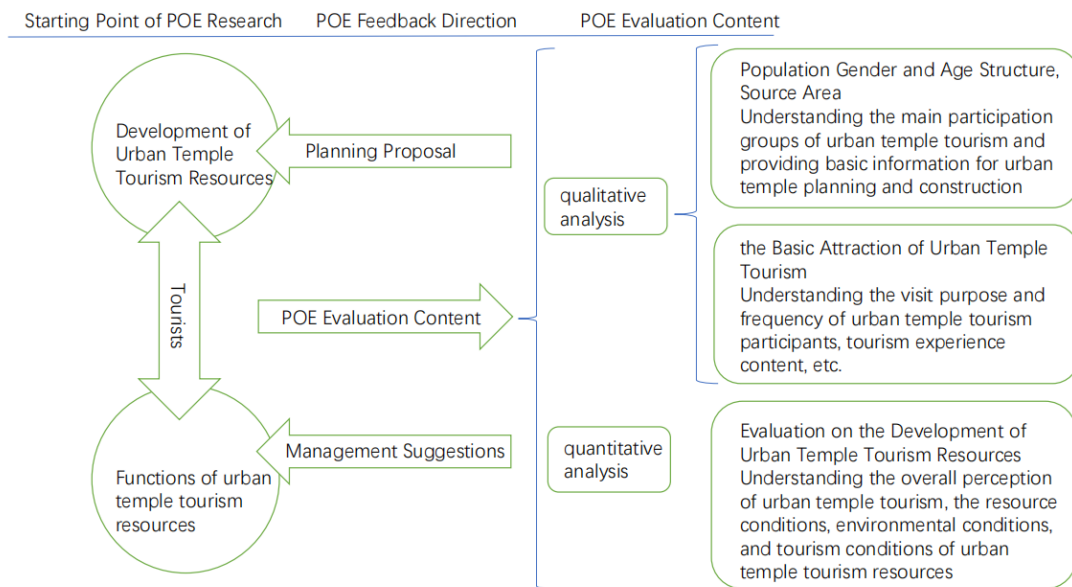 Starting Point of POE Research
POE Feedback Direction
POE Evaluation Content
Development of
Urban Temple
Tourism Resources
Planning Proposal
Tourists
POE Evaluation Content
Functions of urban
temple tourism
resources
Management Suggestions
qualitative
analysis
Population Gender and Age Structure,
Source Area
Understanding the main participation
groups of urban temple tourism and
providing basic information for urban
temple planning and construction
the Basic Attraction of Urban Temple
Tourism
Understanding the visit purpose and
frequency of urban temple tourism
participants, tourism experience
content, etc.
quantitative
analysis
Evaluation on the Development of
Urban Temple Tourism Resources
Understanding the overall perception
of urban temple tourism, the resource
conditions, environmental conditions,
and tourism conditions of urban
temple tourism resources